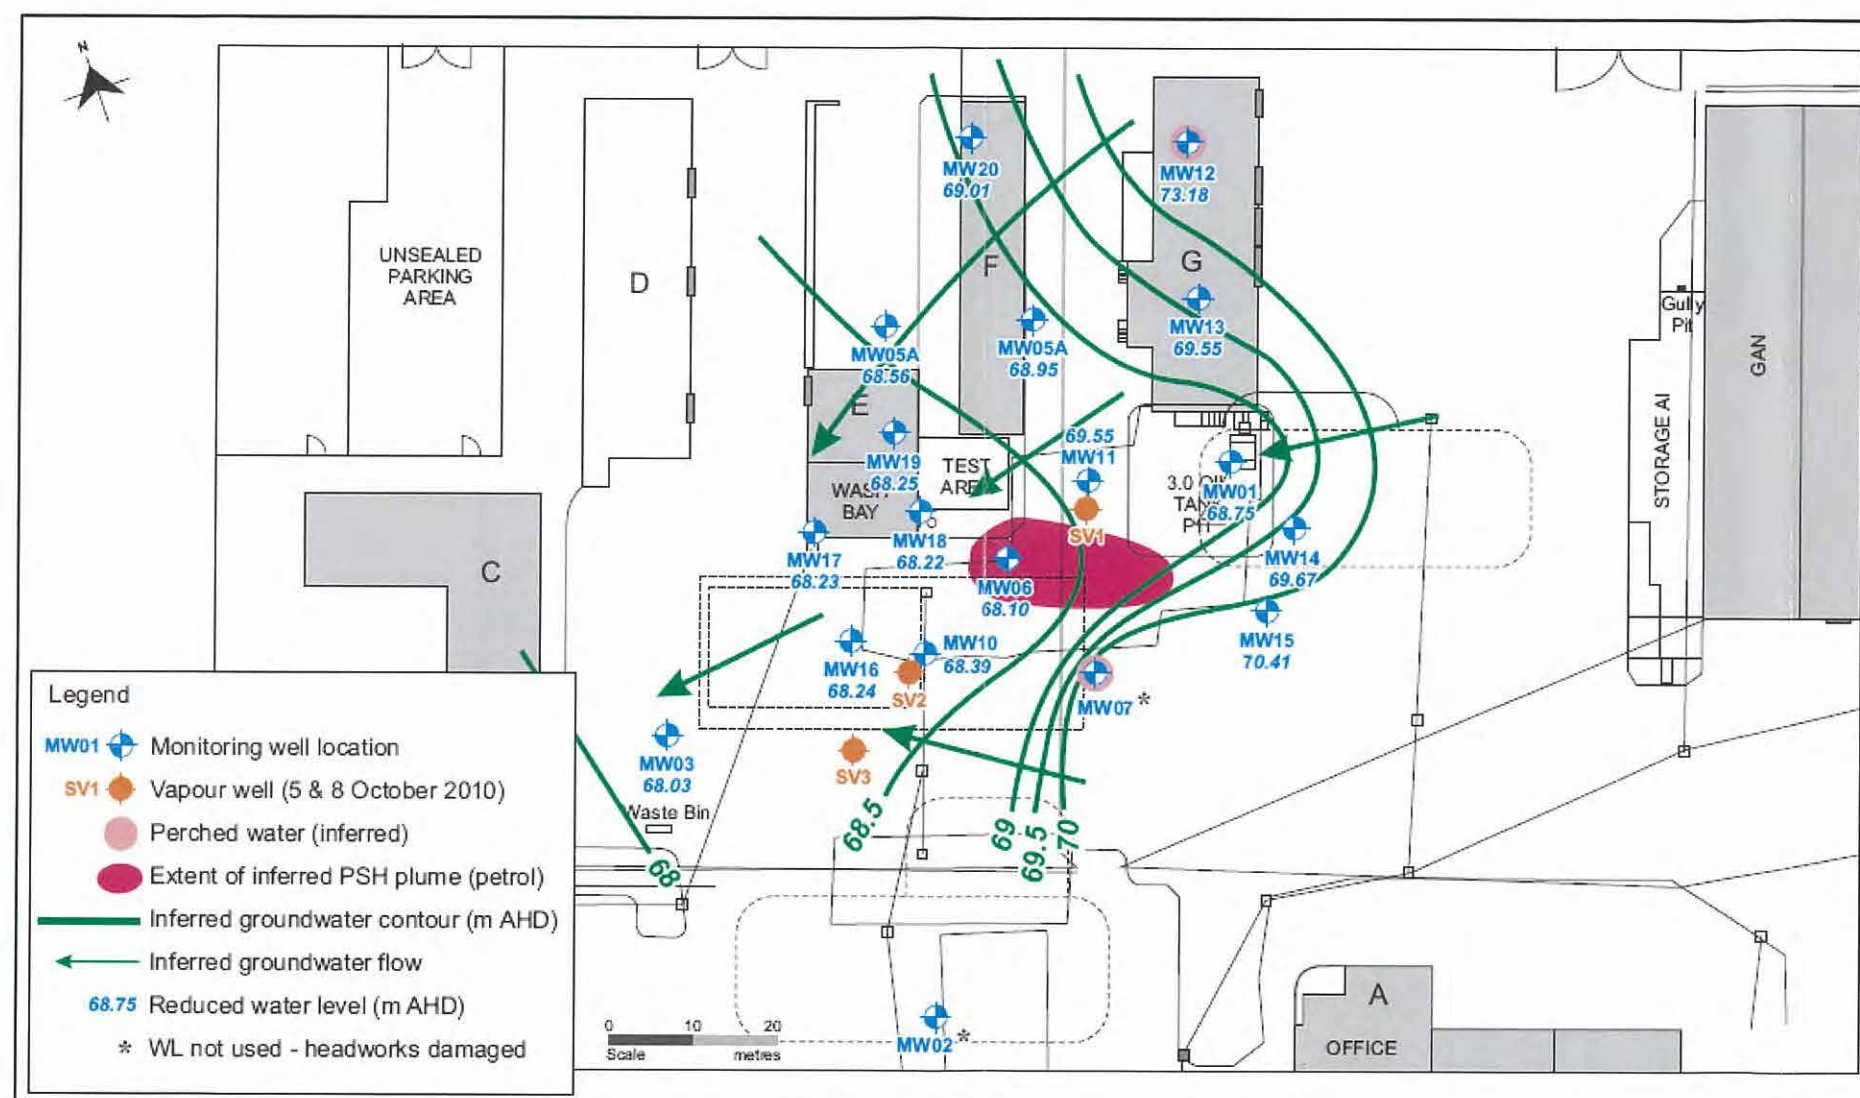 N
UNSEALED
PARKING
AREA
D
MW20
69.01
F
MW12
73.18
G
MW13
69.55
MW05A
68.56
MW05A
68.95
Gully
Pit
GAN
STORAGE AI
E
MW19
68.25
WASH
BAY
TEST
AREA
69.55
MW11
SV1
3.0
MW01
68.75
MW14
69.67
MW15
70.41
MW18
68.22
MW17
68.23
MW06
68.10
C
MW16
68.24
MW10
68.39
SV2
MW07 *
MW03
68.03
SV3
Waste Bin
68
68.5
69
69.5
70
MW02 *
0 10 20
Scale metres
A
OFFICE
Legend
MW01 Monitoring well location
SV1 Vapour well (5 & 8 October 2010)
Perched water (inferred)
Extent of inferred PSH plume (petrol)
Inferred groundwater contour (m AHD)
Inferred groundwater flow
68.75 Reduced water level (m AHD)
* WL not used - headworks damaged